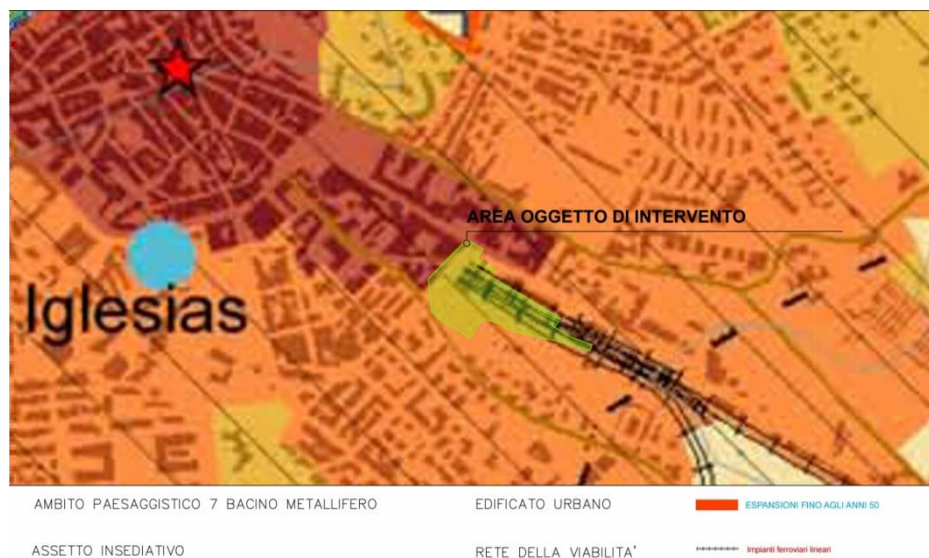 AREA OGGETTO DI INTERVENTO
Iglesias
AMBITO PAESAGGISTICO 7 BACINO METALLIFERO
EDIFICATO URBANO
ESPANSIONI FINO AGLI ANNI 50
ASSETTO INSEDIATIVO
RETE DELLA VIABILITA'
Impianti ferroviari lineari